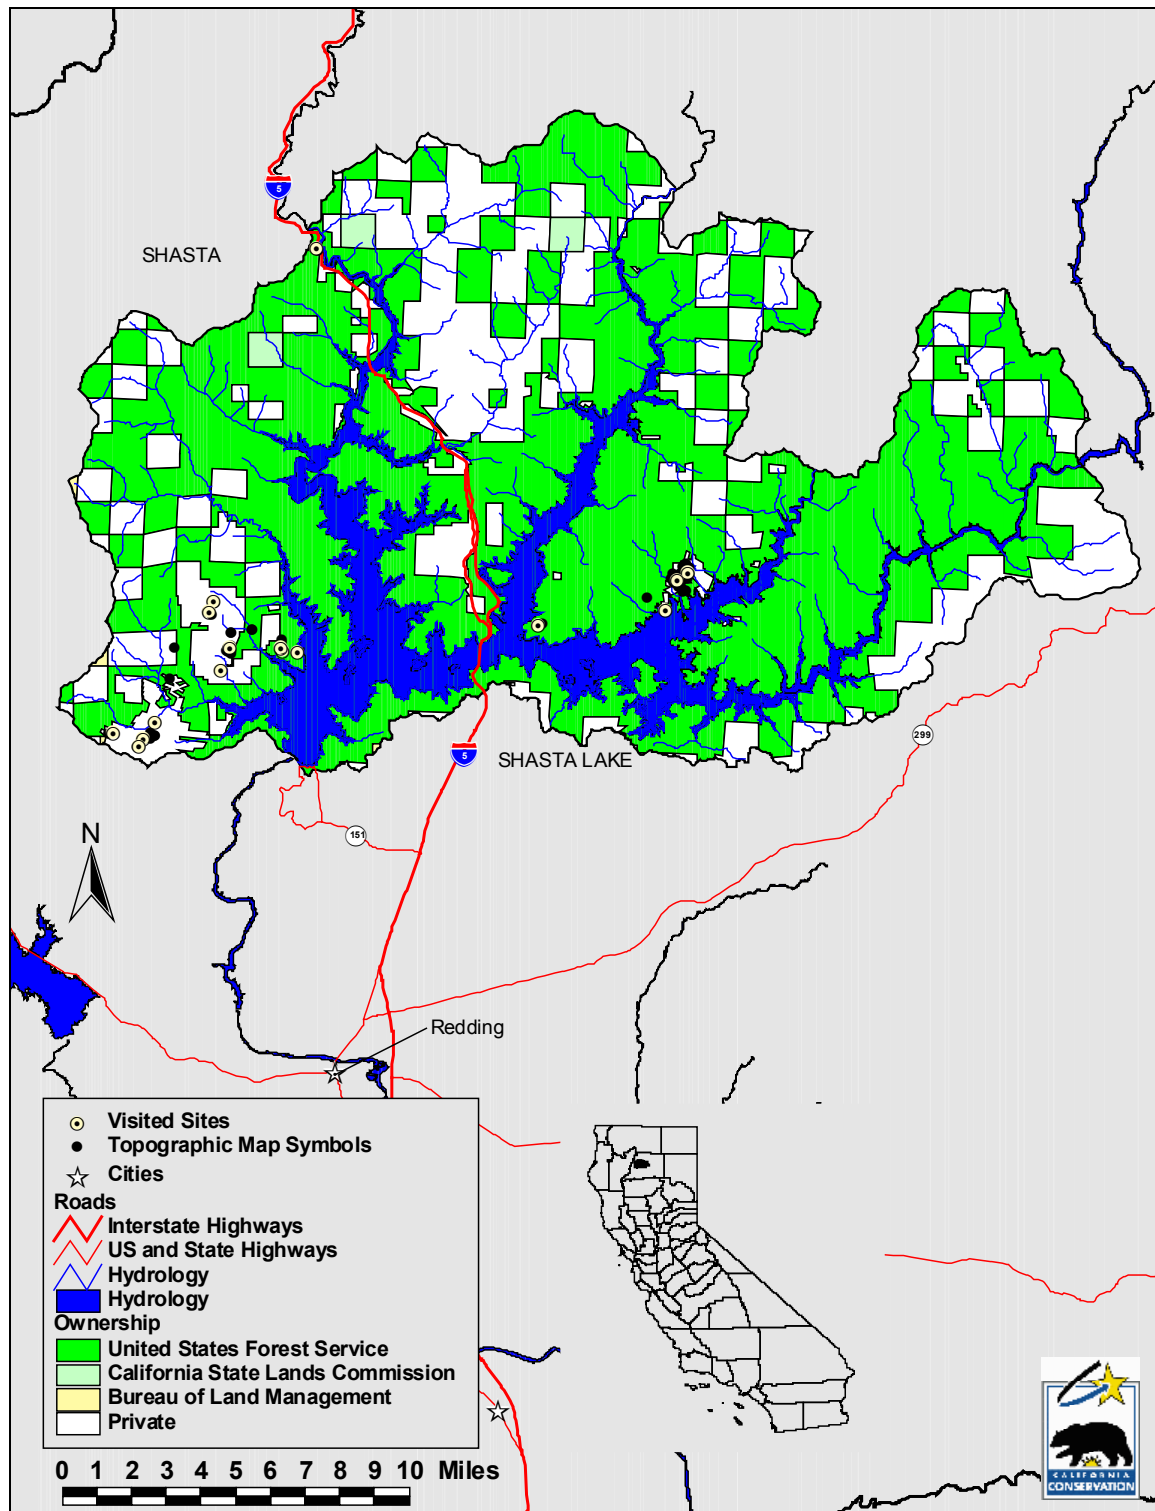 5
SHASTA
299
5
SHASTA LAKE
151
N
Redding
Visited Sites
Topographic Map Symbols
Cities
Roads
Interstate Highways
US and State Highways
Hydrology
Hydrology
Ownership
United States Forest Service
California State Lands Commission
Bureau of Land Management
Private
0 1 2 3 4 5 6 7 8 9 10 Miles
CALIFORNIA
CONSERVATION